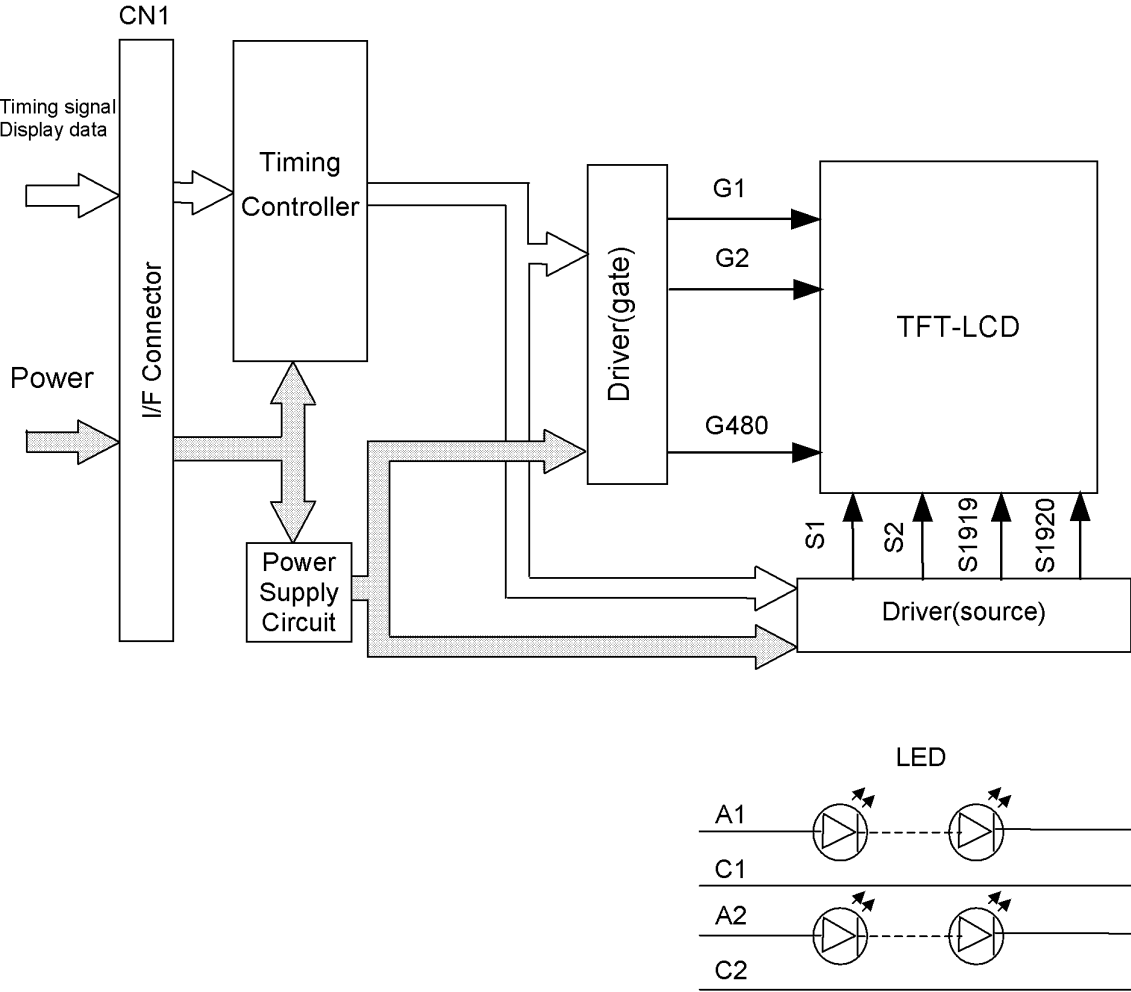 CN1
Timing signal
Display data
Power
I/F Connector
Timing
Controller
Power
Supply
Circuit
Driver(gate)
G1
G2
G480
TFT-LCD
S1
S2
S1919
S1920
Driver(source)
LED
A1
C1
A2
C2